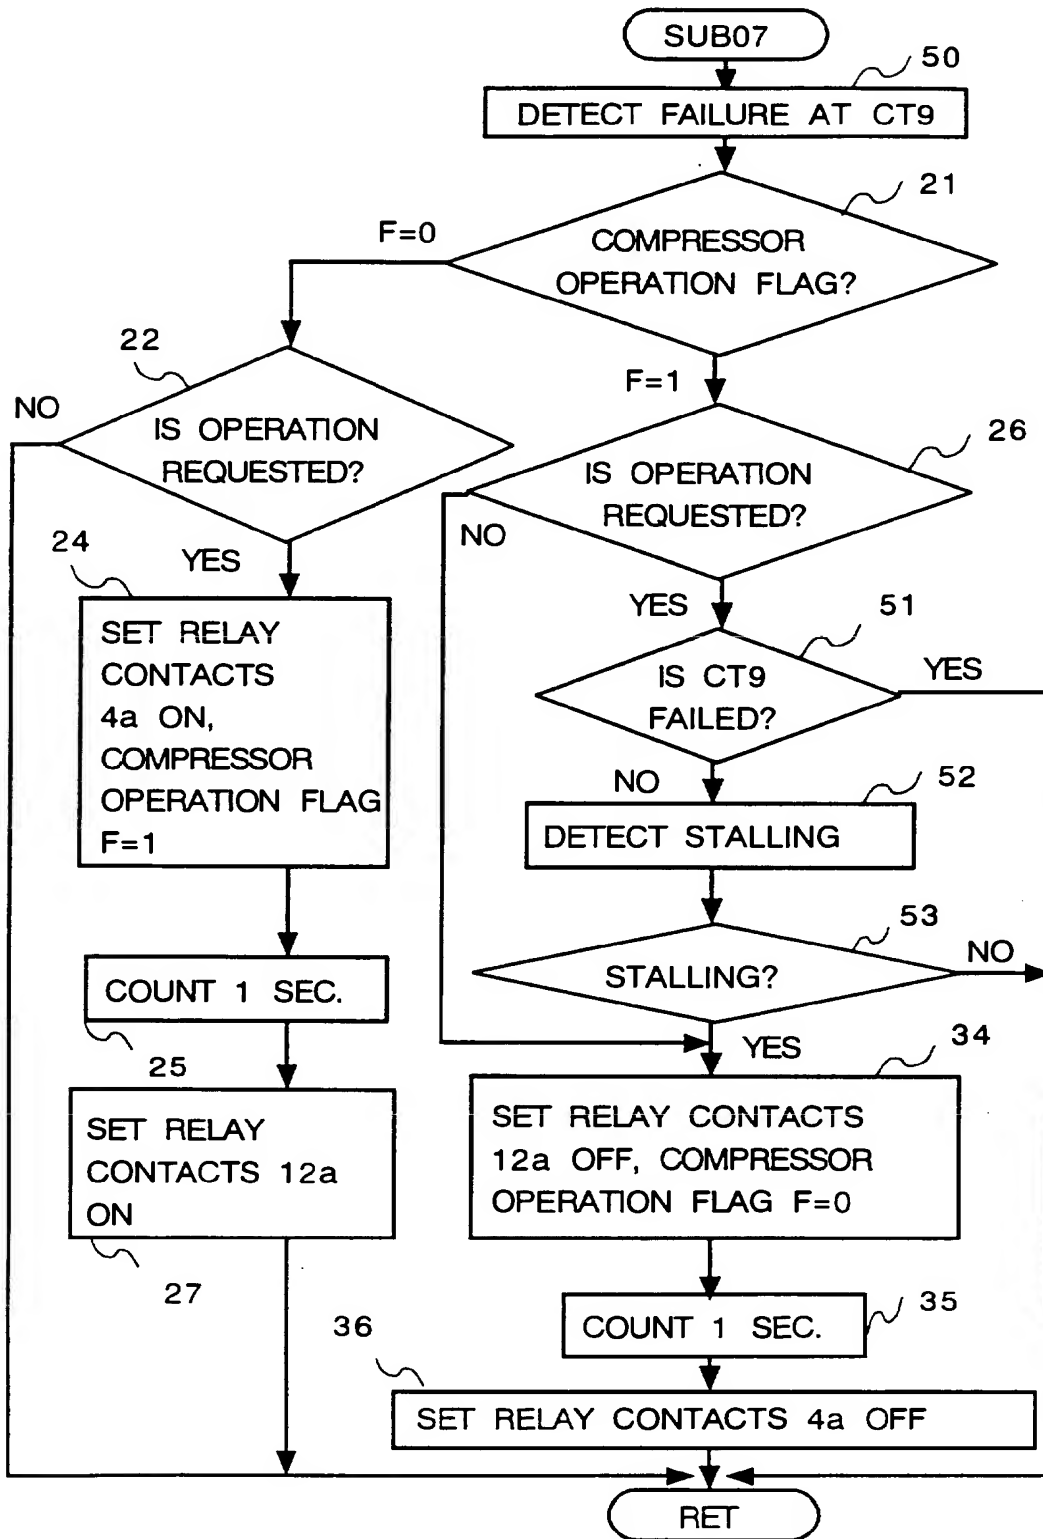 SUB07
50
DETECT FAILURE AT CT9
21
F=0
COMPRESSOR
OPERATION FLAG?
22
F=1
NO
IS OPERATION
REQUESTED?
26
IS OPERATION
REQUESTED?
NO
24
YES
YES
51
SET RELAY
CONTACTS
4a ON,
COMPRESSOR
OPERATION FLAG
F=1
IS CT9
FAILED?
YES
NO
52
DETECT STALLING
53
STALLING?
NO
COUNT 1 SEC.
25
YES
34
SET RELAY
CONTACTS 12a
ON
27
SET RELAY CONTACTS
12a OFF, COMPRESSOR
OPERATION FLAG F=0
35
COUNT 1 SEC.
36
SET RELAY CONTACTS 4a OFF
RET